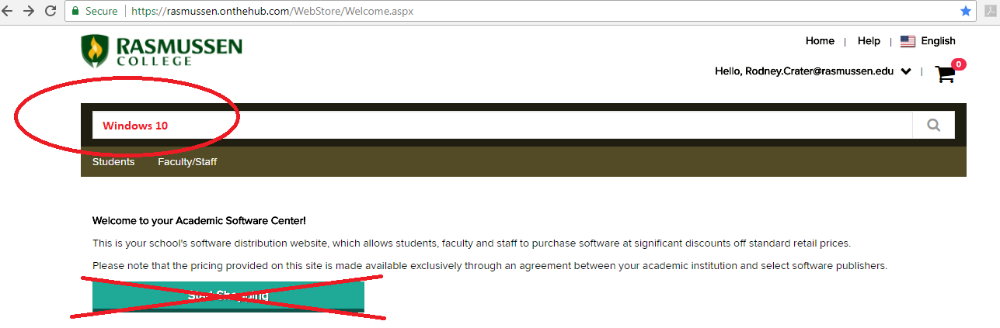 Secure https://rasmussen.onthehub.com/WebStore/Welcome.aspx
RASMUSSEN
COLLEGE
Home | Help | English
Hello, Rodney.Crater@rasmussen.edu | 0
Windows 10
Students Faculty/Staff
Welcome to your Academic Software Center!
This is your school's software distribution website, which allows students, faculty and staff to purchase software at significant discounts off standard retail prices.
Please note that the pricing provided on this site is made available exclusively through an agreement between your academic institution and select software publishers.
Start Shopping